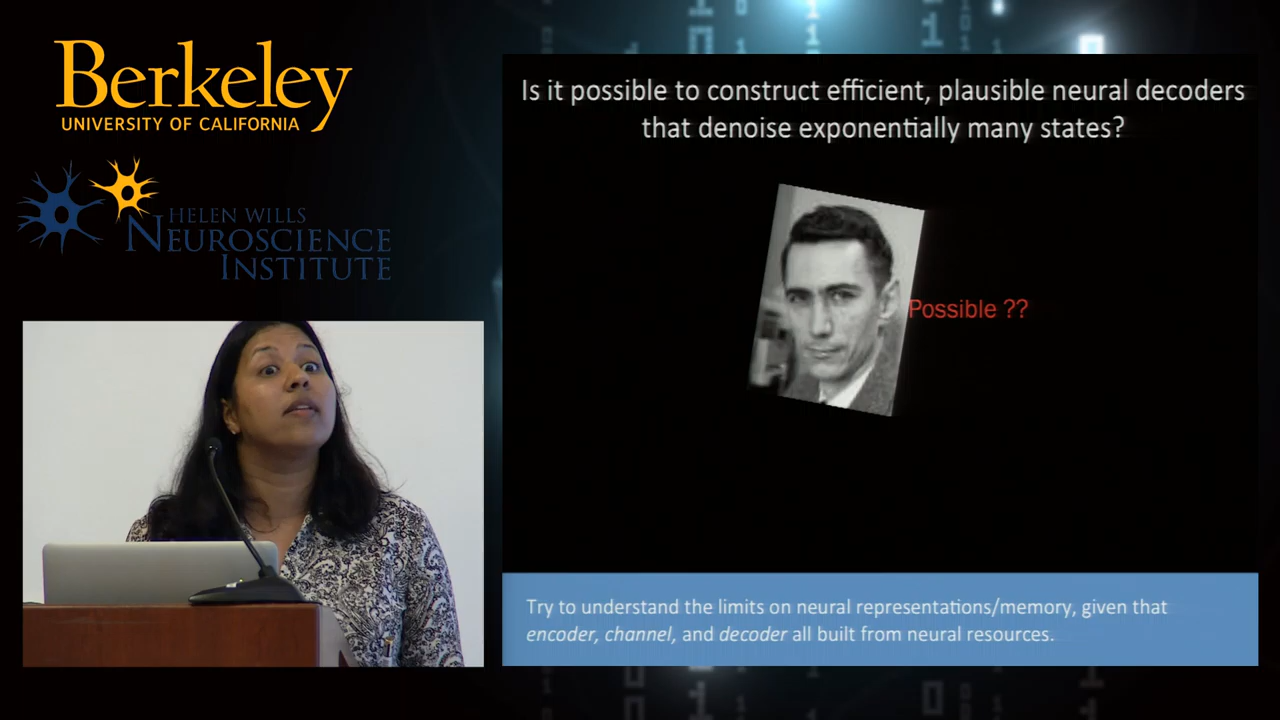 Berkeley
UNIVERSITY OF CALIFORNIA
HELEN WILLS
NEUROSCIENCE
INSTITUTE
Is it possible to construct efficient, plausible neural decoders
that denoise exponentially many states?
Possible ??
Try to understand the limits on neural representations/memory, given that
encoder, channel, and decoder all built from neural resources.